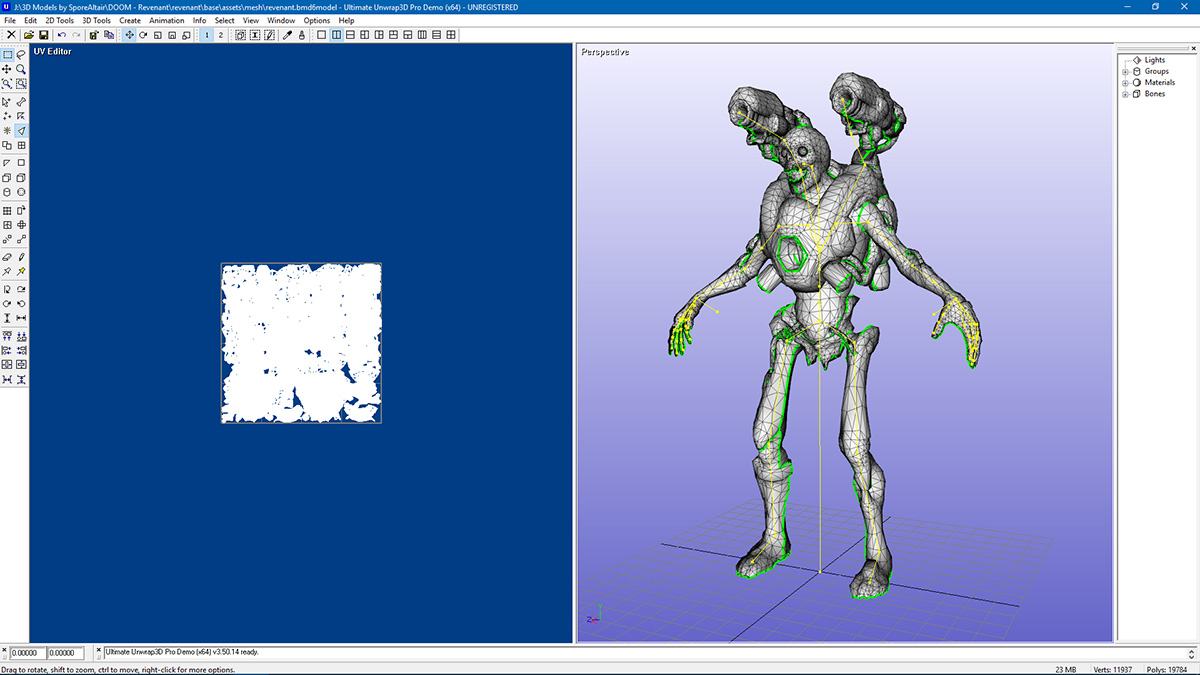 J:\3D Models by SporeAltair\DOOM - Revenant\revenant\base\assets\mesh\revenant.bmd6model - Ultimate Unwrap3D Pro Demo (x64) - UNREGISTERED
File Edit 2D Tools 3D Tools Create Animation Info Select View Window Options Help
1 2
UV Editor
Perspective
Lights
Groups
Materials
Bones
Y
Z
0.00000 0.00000 Ultimate Unwrap3D Pro Demo (x64) v3.50.14 ready.
Drag to rotate, shift to zoom, ctrl to move, right-click for more options. 23 MB Verts: 11937 Polys: 19784